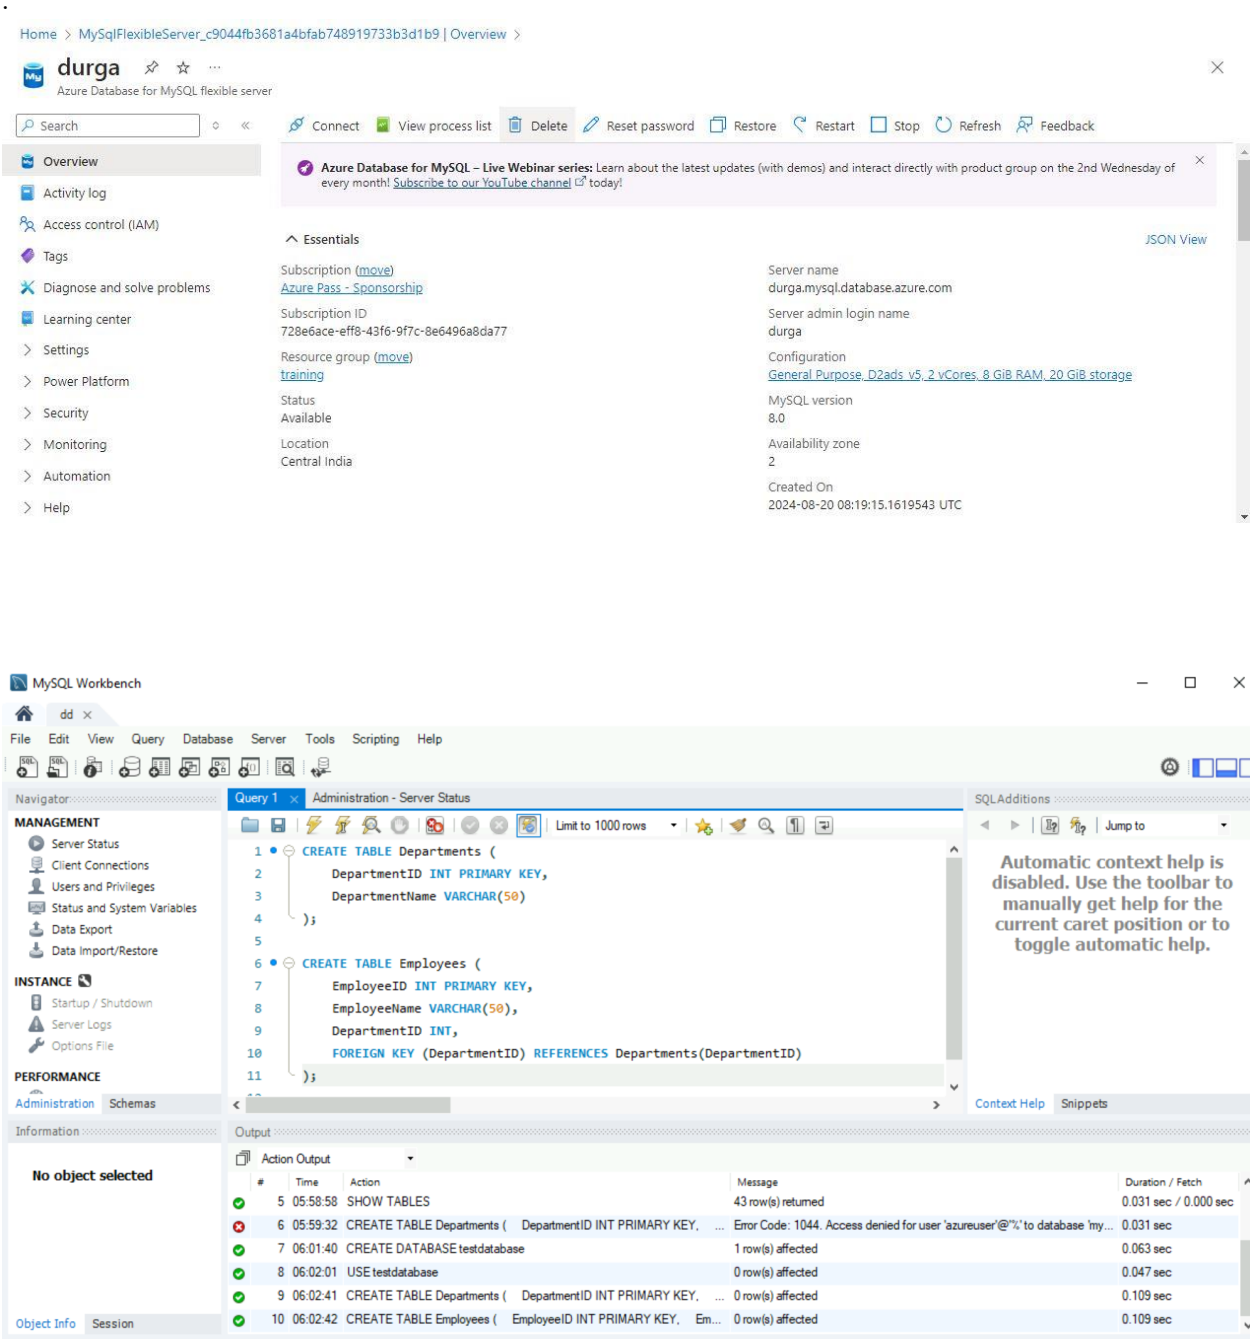 .
Home > MySqlFlexibleServer_c9044fb3681a4bfab748919733b3d1b9 | Overview >
durga
Azure Database for MySQL flexible server
Search
Connect View process list Delete Reset password Restore Restart Stop Refresh Feedback
Overview
Activity log
Access control (IAM)
Tags
Diagnose and solve problems
Learning center
Settings
Power Platform
Security
Monitoring
Automation
Help
Azure Database for MySQL – Live Webinar series: Learn about the latest updates (with demos) and interact directly with product group on the 2nd Wednesday of
every month! Subscribe to our YouTube channel today!
Essentials
JSON View
Subscription (move)
Azure Pass - Sponsorship
Subscription ID
728e6ace-eff8-43f6-9f7c-8e6496a8da77
Resource group (move)
training
Status
Available
Location
Central India
Server name
durga.mysql.database.azure.com
Server admin login name
durga
Configuration
General Purpose, D2ads_v5, 2 vCores, 8 GiB RAM, 20 GiB storage
MySQL version
8.0
Availability zone
2
Created On
2024-08-20 08:19:15.1619543 UTC
MySQL Workbench
dd
File Edit View Query Database Server Tools Scripting Help
Navigator
MANAGEMENT
Server Status
Client Connections
Users and Privileges
Status and System Variables
Data Export
Data Import/Restore
INSTANCE
Startup / Shutdown
Server Logs
Options File
PERFORMANCE
Administration Schemas
Query 1 Administration - Server Status
Limit to 1000 rows
1 CREATE TABLE Departments (
2 DepartmentID INT PRIMARY KEY,
3 DepartmentName VARCHAR(50)
4 );
5
6 CREATE TABLE Employees (
7 EmployeeID INT PRIMARY KEY,
8 EmployeeName VARCHAR(50),
9 DepartmentID INT,
10 FOREIGN KEY (DepartmentID) REFERENCES Departments(DepartmentID)
11 );
SQLAdditions
Jump to
Automatic context help is
disabled. Use the toolbar to
manually get help for the
current caret position or to
toggle automatic help.
Context Help Snippets
Information
No object selected
Object Info Session
Output
Action Output
# Time Action Message Duration / Fetch
5 05:58:58 SHOW TABLES 43 row(s) returned 0.031 sec / 0.000 sec
6 05:59:32 CREATE TABLE Departments ( DepartmentID INT PRIMARY KEY, ... Error Code: 1044. Access denied for user 'azureuser'@'%' to database 'my... 0.031 sec
7 06:01:40 CREATE DATABASE testdatabase 1 row(s) affected 0.063 sec
8 06:02:01 USE testdatabase 0 row(s) affected 0.047 sec
9 06:02:41 CREATE TABLE Departments ( DepartmentID INT PRIMARY KEY, ... 0 row(s) affected 0.109 sec
10 06:02:42 CREATE TABLE Employees ( EmployeeID INT PRIMARY KEY, Em... 0 row(s) affected 0.109 sec